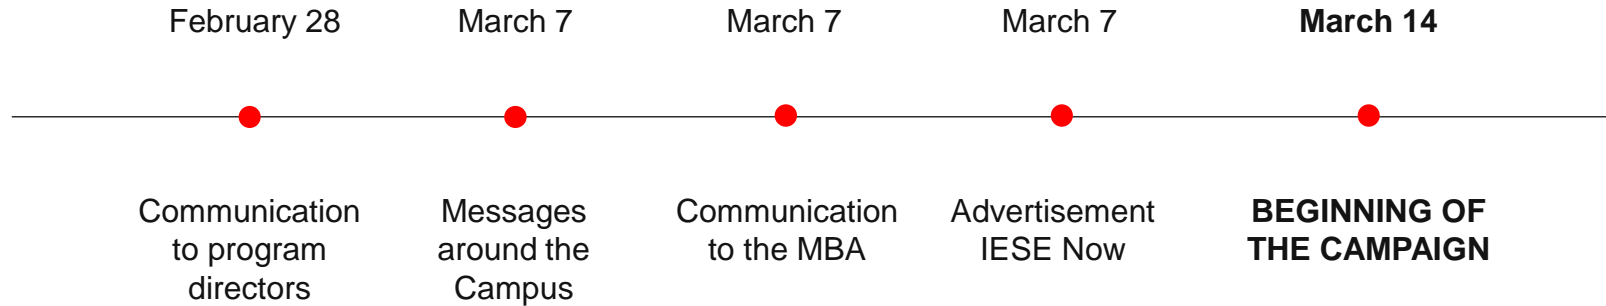 February 28
March 7
March 7
March 7
March 14
Communication
to program
directors
Messages
around the
Campus
Communication
to the MBA
Advertisement
IESE Now
BEGINNING OF
THE CAMPAIGN